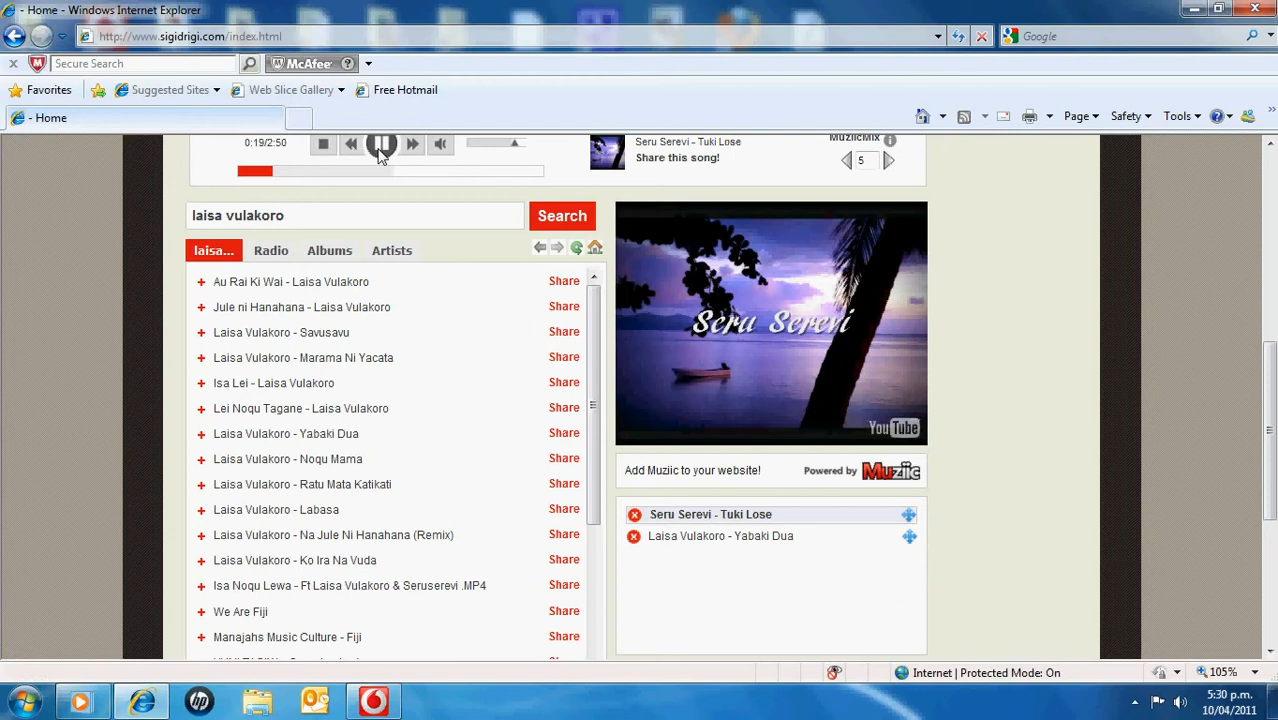 - Home - Windows Internet Explorer
http://www.sigidrigi.com/index.html
Google
Secure Search
McAfee
Favorites
Suggested Sites
Web Slice Gallery
Free Hotmail
- Home
Page
Safety
Tools
0:19/2:50
Seru Serevi - Tuki Lose
Share this song!
MuziicMix
5
laisa vulakoro
Search
laisa...
Radio
Albums
Artists
Au Rai Ki Wai - Laisa Vulakoro
Share
Jule ni Hanahana - Laisa Vulakoro
Share
Laisa Vulakoro - Savusavu
Share
Laisa Vulakoro - Marama Ni Yacata
Share
Isa Lei - Laisa Vulakoro
Share
Lei Noqu Tagane - Laisa Vulakoro
Share
Laisa Vulakoro - Yabaki Dua
Share
Laisa Vulakoro - Noqu Mama
Share
Laisa Vulakoro - Ratu Mata Katikati
Share
Laisa Vulakoro - Labasa
Share
Laisa Vulakoro - Na Jule Ni Hanahana (Remix)
Share
Laisa Vulakoro - Ko Ira Na Vuda
Share
Isa Noqu Lewa - Ft Laisa Vulakoro & Seruserevi .MP4
Share
We Are Fiji
Share
Manajahs Music Culture - Fiji
Share
Seru Serevi
YouTube
Add Muziic to your website!
Powered by Muziic
Seru Serevi - Tuki Lose
Laisa Vulakoro - Yabaki Dua
Internet | Protected Mode: On
105%
hp
5:30 p.m.
10/04/2011